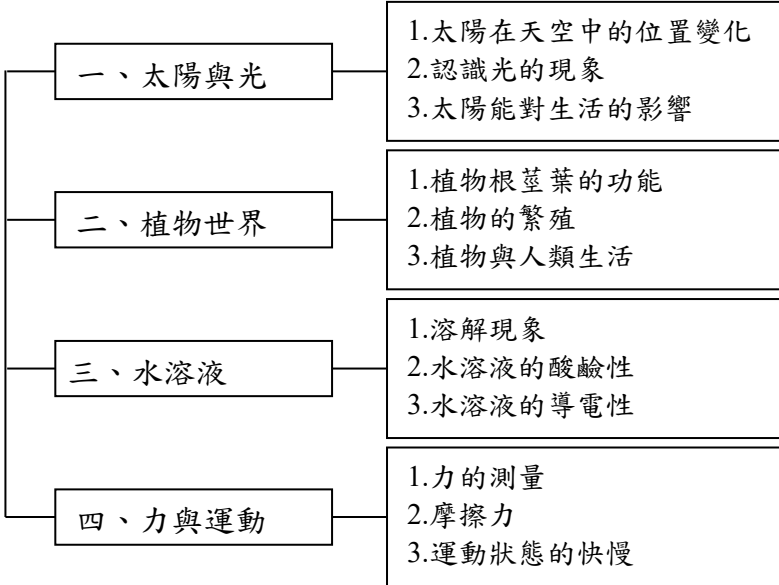 一、太陽與光
1.太陽在天空中的位置變化
2.認識光的現象
3.太陽能對生活的影響
二、植物世界
1.植物根莖葉的功能
2.植物的繁殖
3.植物與人類生活
三、水溶液
1.溶解現象
2.水溶液的酸鹼性
3.水溶液的導電性
四、力與運動
1.力的測量
2.摩擦力
3.運動狀態的快慢